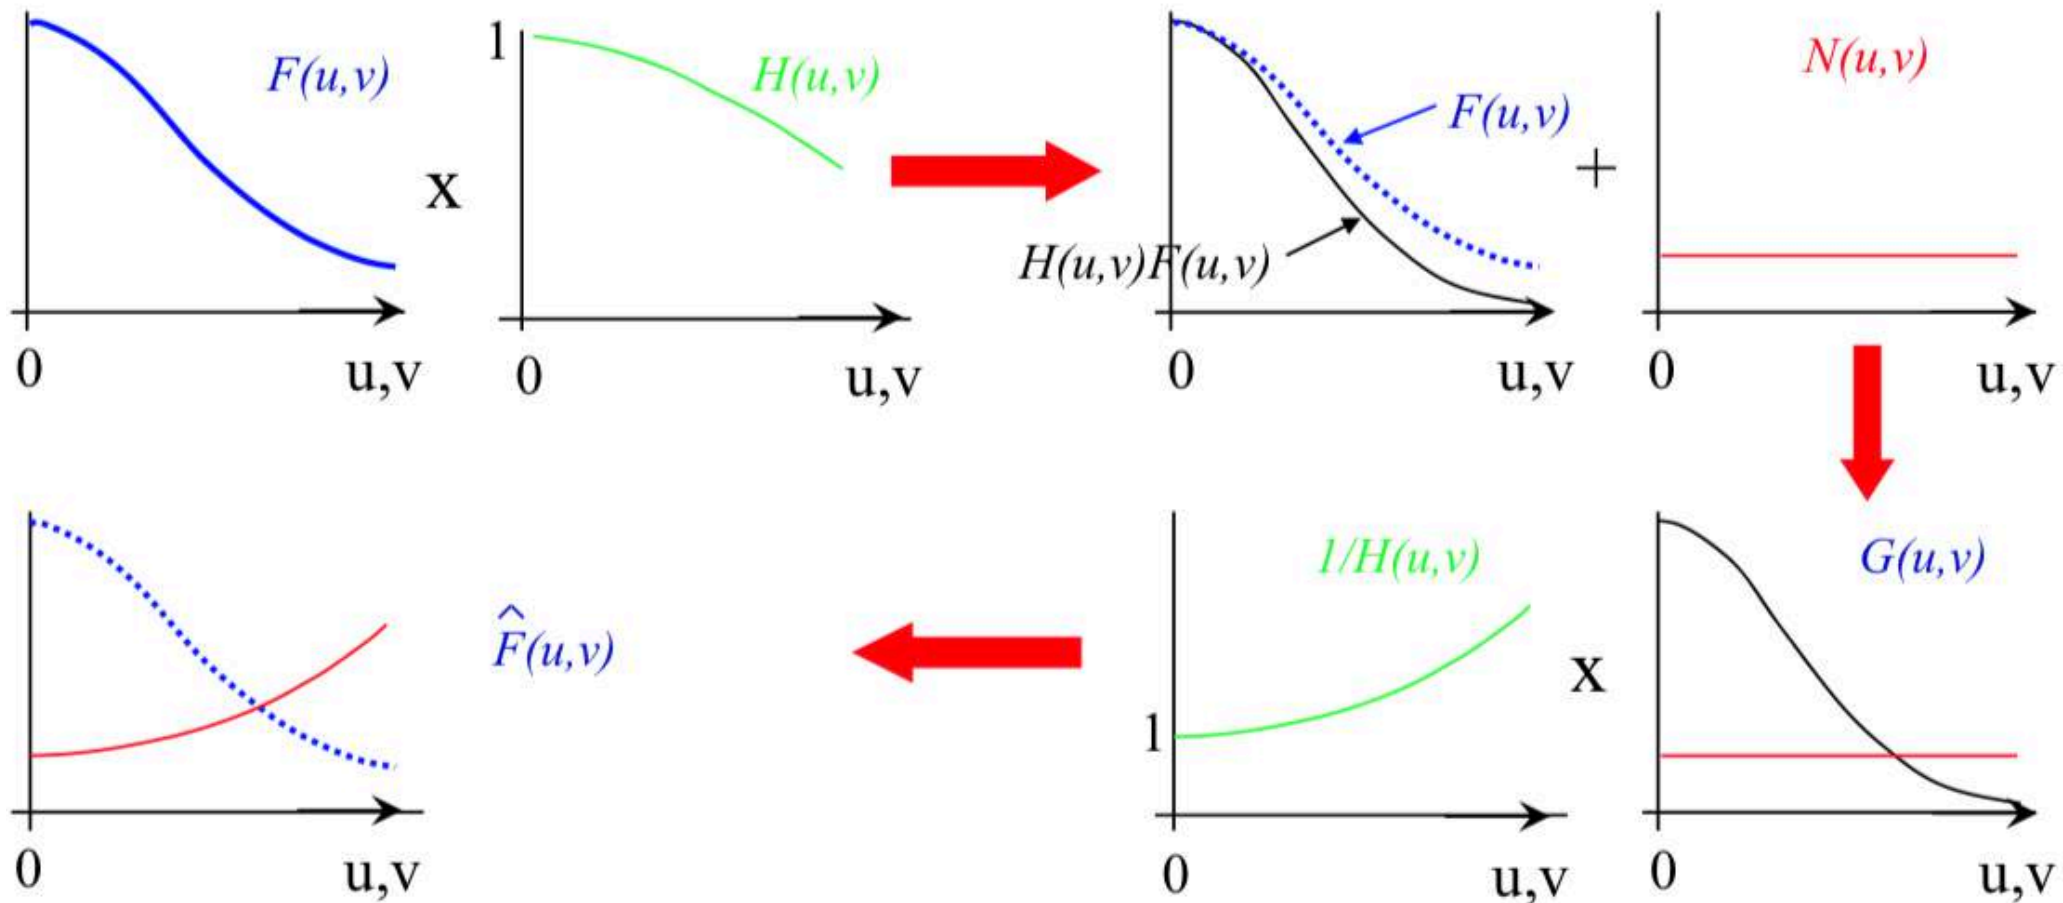 F(u,v)
0
u,v
x
1
H(u,v)
0
u,v
F(u,v)
H(u,v)F(u,v)
0
u,v
+
N(u,v)
0
u,v
F̂(u,v)
0
u,v
1/H(u,v)
1
0
u,v
x
G(u,v)
0
u,v